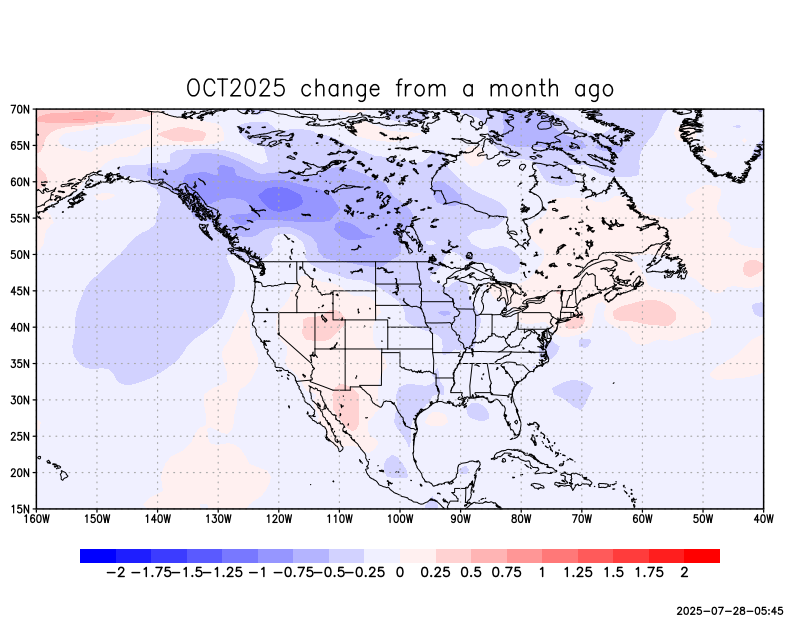 OCT2025 change from a month ago
70N
65N
60N
55N
50N
45N
40N
35N
30N
25N
20N
15N
160W 150W 140W 130W 120W 110W 100W 90W 80W 70W 60W 50W 40W
−2 −1.75 −1.5 −1.25 −1 −0.75 −0.5 −0.25 0 0.25 0.5 0.75 1 1.25 1.5 1.75 2
2025-07-28-05:45